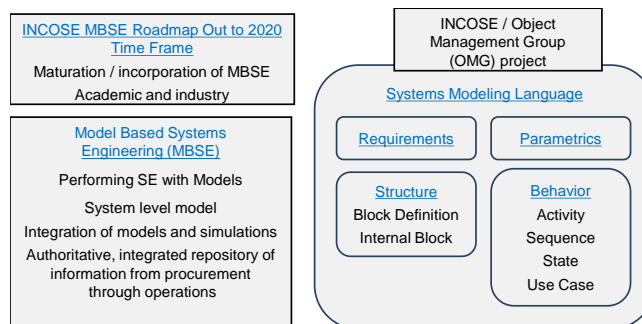 INCOSE MBSE Roadmap Out to 2020
Time Frame
Maturation / incorporation of MBSE
Academic and industry
Model Based Systems
Engineering (MBSE)
Performing SE with Models
System level model
Integration of models and simulations
Authoritative, integrated repository of
information from procurement
through operations
INCOSE / Object
Management Group
(OMG) project
Systems Modeling Language
Requirements
Parametrics
Structure
Block Definition
Internal Block
Behavior
Activity
Sequence
State
Use Case